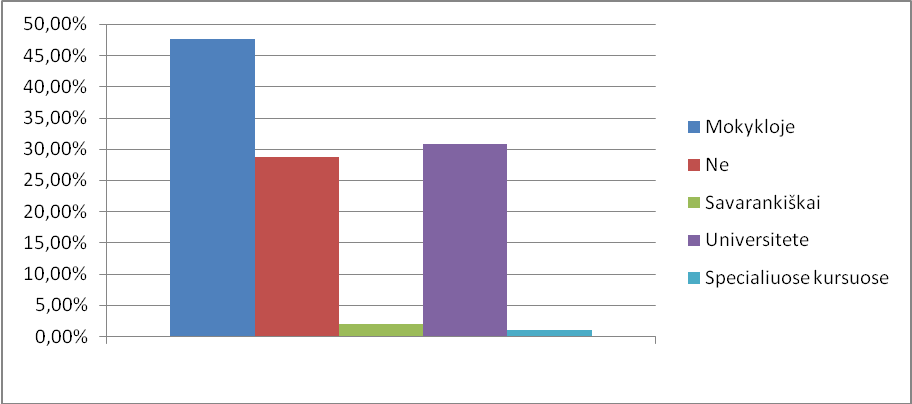 50,00%
45,00%
40,00%
35,00%
30,00%
25,00%
20,00%
15,00%
10,00%
5,00%
0,00%
Mokykloje
Ne
Savarankiškai
Universitete
Specialiuose kursuose